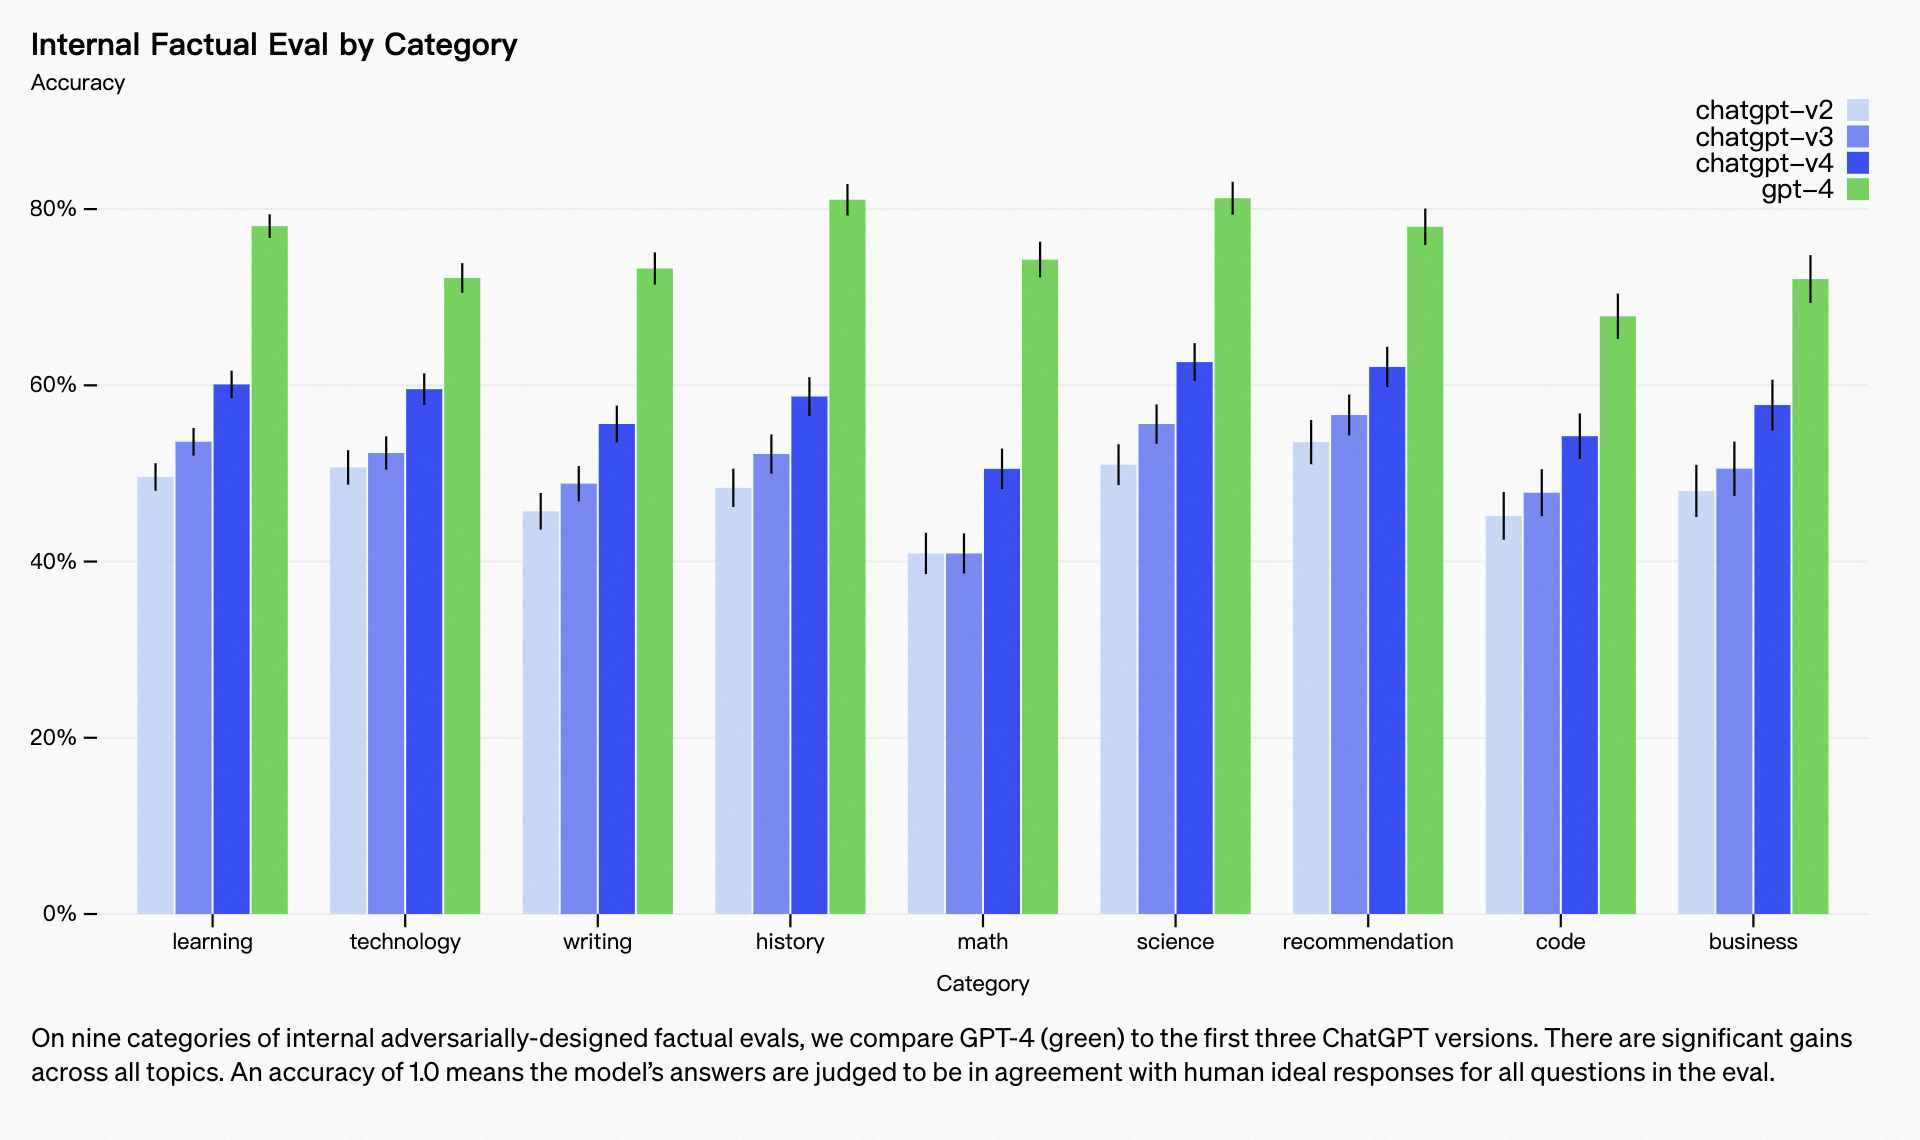 Internal Factual Eval by Category
Accuracy
chatgpt–v2
chatgpt–v3
chatgpt–v4
gpt–4
80%
60%
40%
20%
0%
learning
technology
writing
history
math
science
recommendation
code
business
Category
On nine categories of internal adversarially-designed factual evals, we compare GPT-4 (green) to the first three ChatGPT versions. There are significant gains
across all topics. An accuracy of 1.0 means the model’s answers are judged to be in agreement with human ideal responses for all questions in the eval.